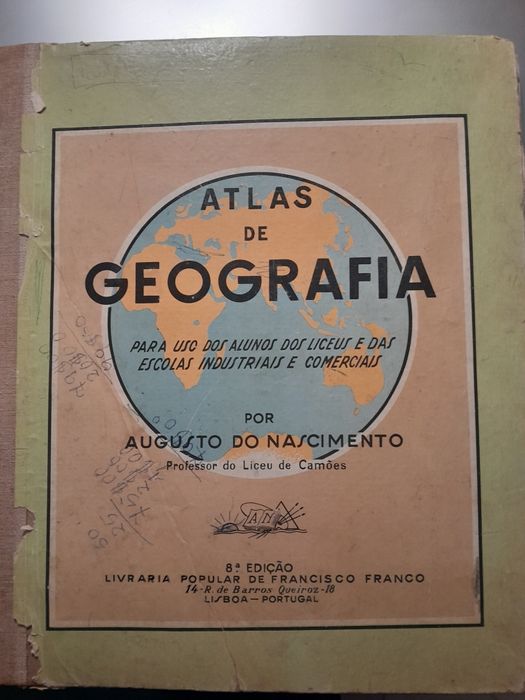 ATLAS
DE
GEOGRAFIA
PARA USO DOS ALUNOS DOS LICEUS E DAS
ESCOLAS INDUSTRIAIS E COMERCIAIS
POR
AUGUSTO DO NASCIMENTO
Professor do Liceu de Camões
AN
8ª EDIÇÃO
LIVRARIA POPULAR DE FRANCISCO FRANCO
14-R. de Barros Queiroz-18
LISBOA — PORTUGAL